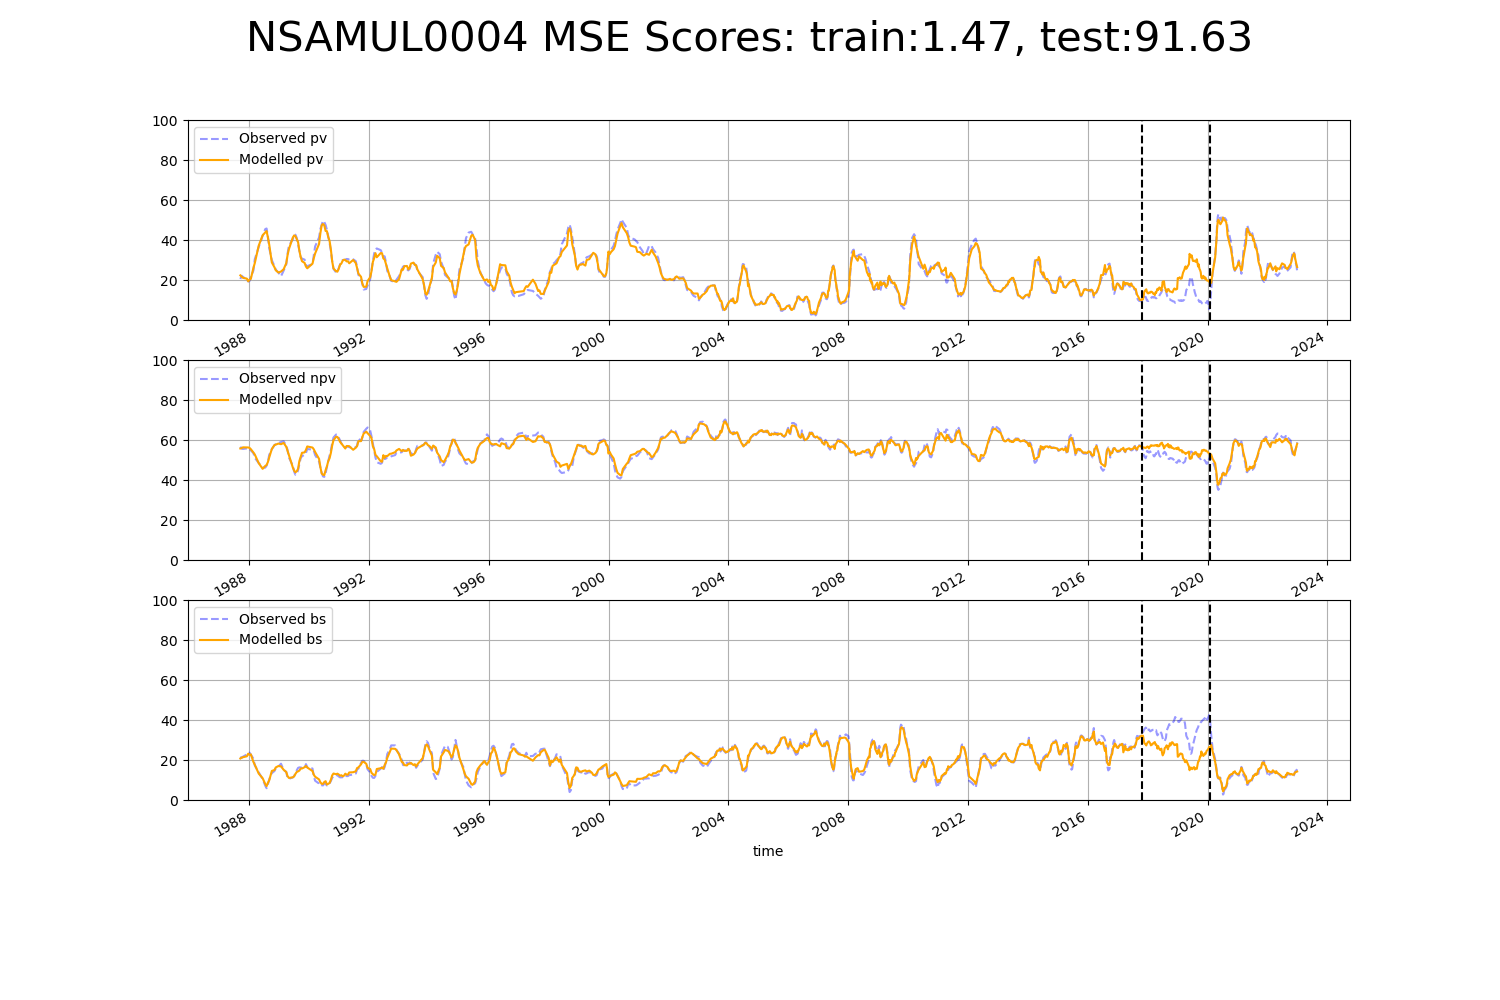 NSAMUL0004 MSE Scores: train:1.47, test:91.63
100
80
60
40
20
0
Observed pv
Modelled pv
1988 1992 1996 2000 2004 2008 2012 2016 2020 2024
100
80
60
40
20
0
Observed npv
Modelled npv
1988 1992 1996 2000 2004 2008 2012 2016 2020 2024
100
80
60
40
20
0
Observed bs
Modelled bs
1988 1992 1996 2000 2004 2008 2012 2016 2020 2024
time